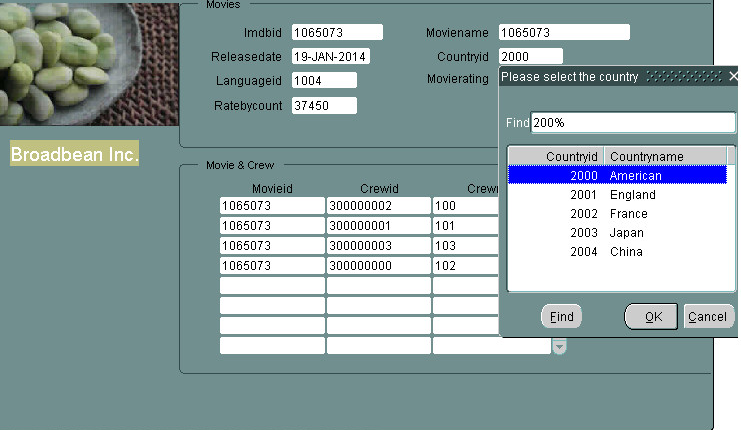 Movies
Imdbid 1065073 Moviename 1065073
Releasedate 19-JAN-2014 Countryid 2000
Languageid 1004 Movierating
Ratebycount 37450
Please select the country
Find 200%
Countryid Countryname
2000 American
2001 England
2002 France
2003 Japan
2004 China
Find OK Cancel
Broadbean Inc.
Movie & Crew
Movieid Crewid
1065073 300000002 100
1065073 300000001 101
1065073 300000003 103
1065073 300000000 102